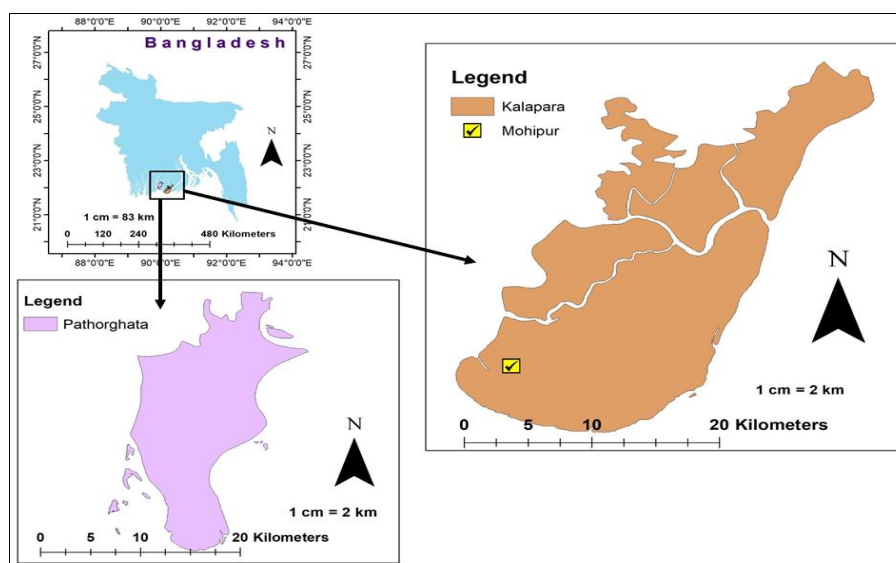 88°0'0"E 90°0'0"E 92°0'0"E 94°0'0"E
Bangladesh
27°0'0"N
25°0'0"N
23°0'0"N
21°0'0"N
27°0'0"N
25°0'0"N
23°0'0"N
21°0'0"N
N
1 cm = 83 km
0 120 240 480 Kilometers
88°0'0"E 90°0'0"E 92°0'0"E 94°0'0"E
Legend
Kalapara
Mohipur
N
1 cm = 2 km
0 5 10 20 Kilometers
Legend
Pathorghata
N
1 cm = 2 km
0 5 10 20 Kilometers